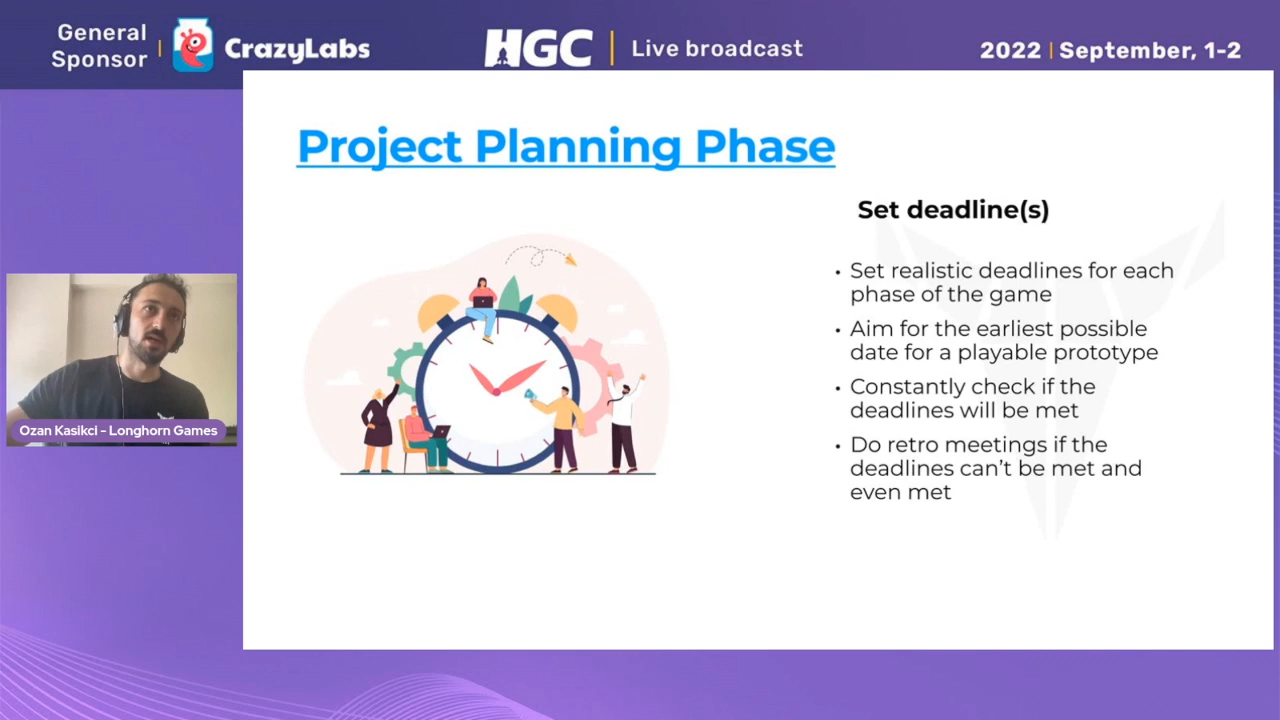 General
Sponsor
CrazyLabs
HGC
Live broadcast
2022 | September, 1-2
Project Planning Phase
Set deadline(s)
• Set realistic deadlines for each
phase of the game
• Aim for the earliest possible
date for a playable prototype
• Constantly check if the
deadlines will be met
• Do retro meetings if the
deadlines can’t be met and
even met
Ozan Kasikci - Longhorn Games